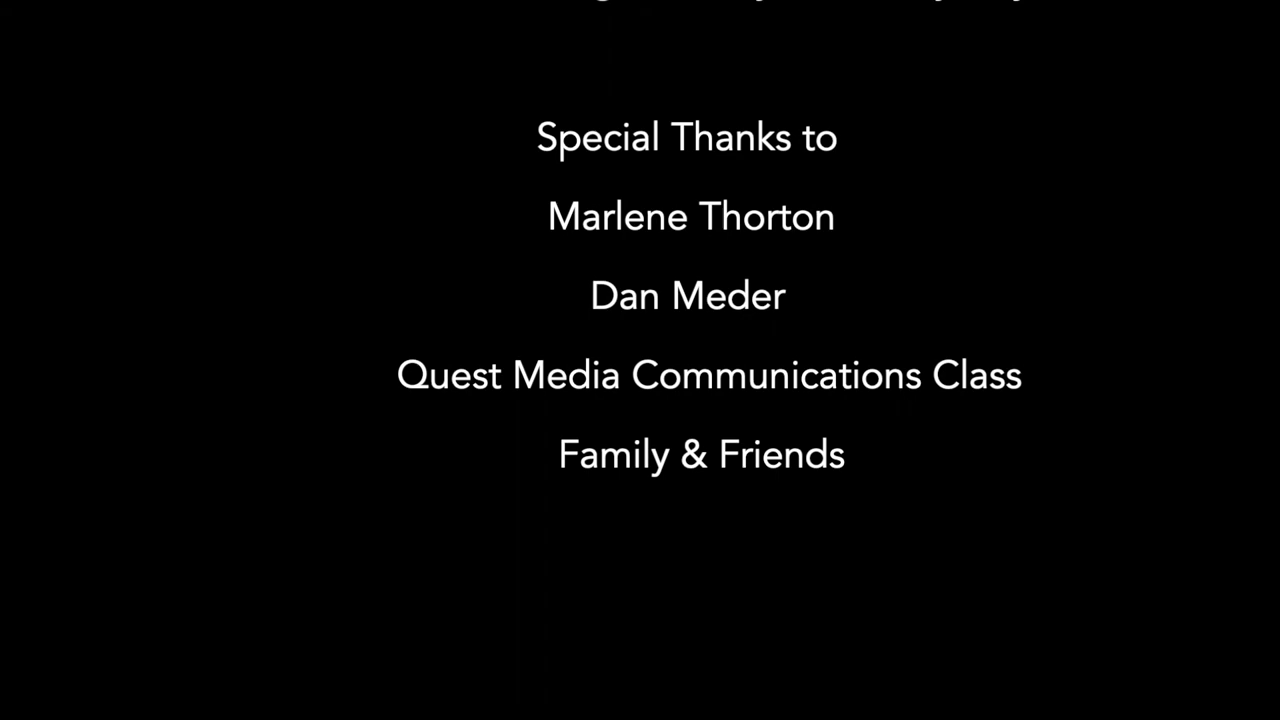 Special Thanks to
Marlene Thorton
Dan Meder
Quest Media Communications Class
Family & Friends